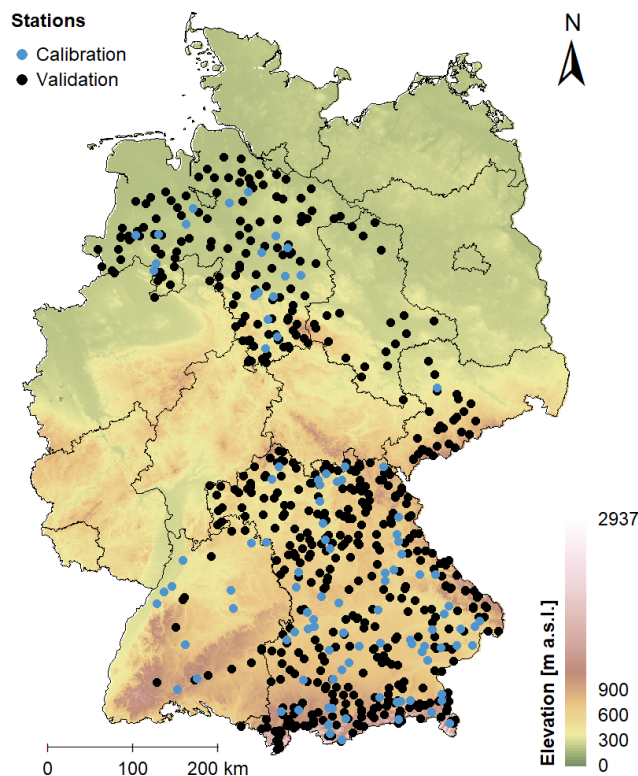 Stations
Calibration
Validation
N
2937
900
600
300
0
Elevation [m a.s.l.]
0 100 200 km